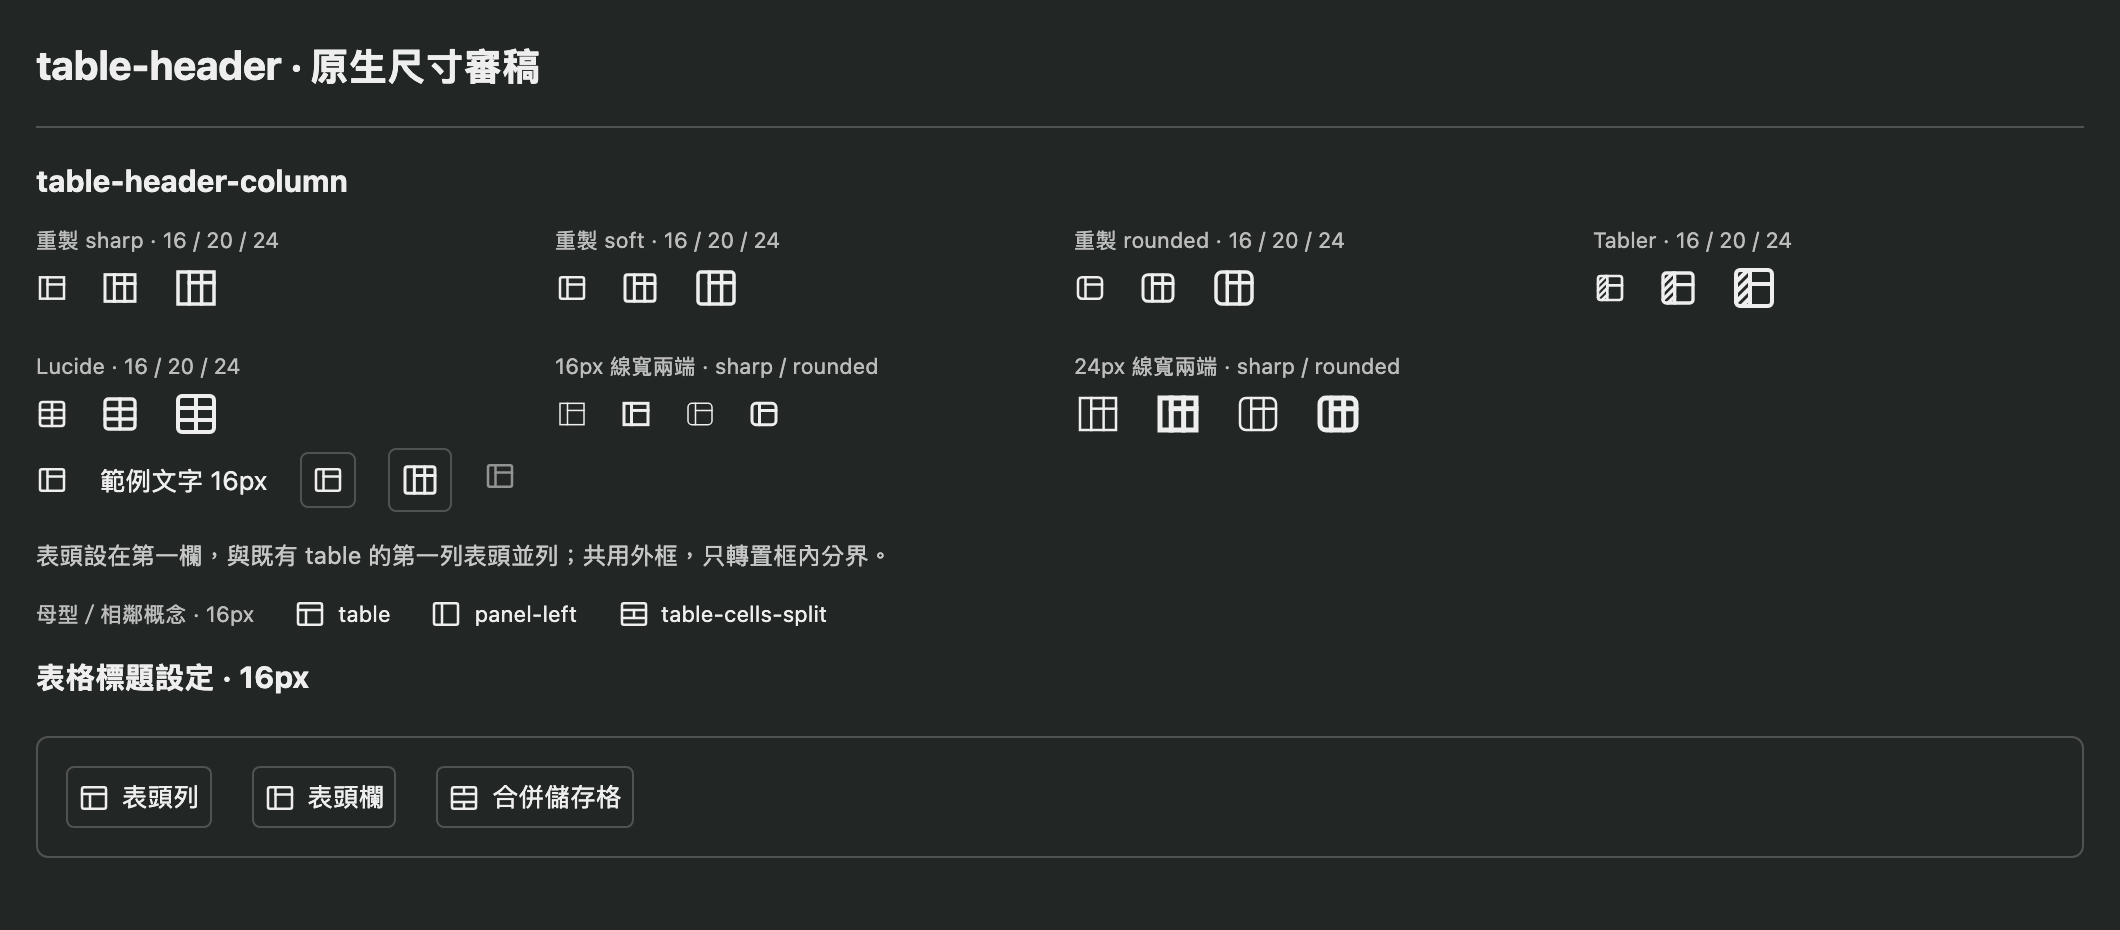 table-header · 原生尺寸審稿
table-header-column
重製 sharp · 16 / 20 / 24
重製 soft · 16 / 20 / 24
重製 rounded · 16 / 20 / 24
Tabler · 16 / 20 / 24
Lucide · 16 / 20 / 24
16px 線寬兩端 · sharp / rounded
24px 線寬兩端 · sharp / rounded
範例文字 16px
表頭設在第一欄，與既有 table 的第一列表頭並列；共用外框，只轉置框內分界。
母型 / 相鄰概念 · 16px table panel-left table-cells-split
表格標題設定 · 16px
表頭列 表頭欄 合併儲存格